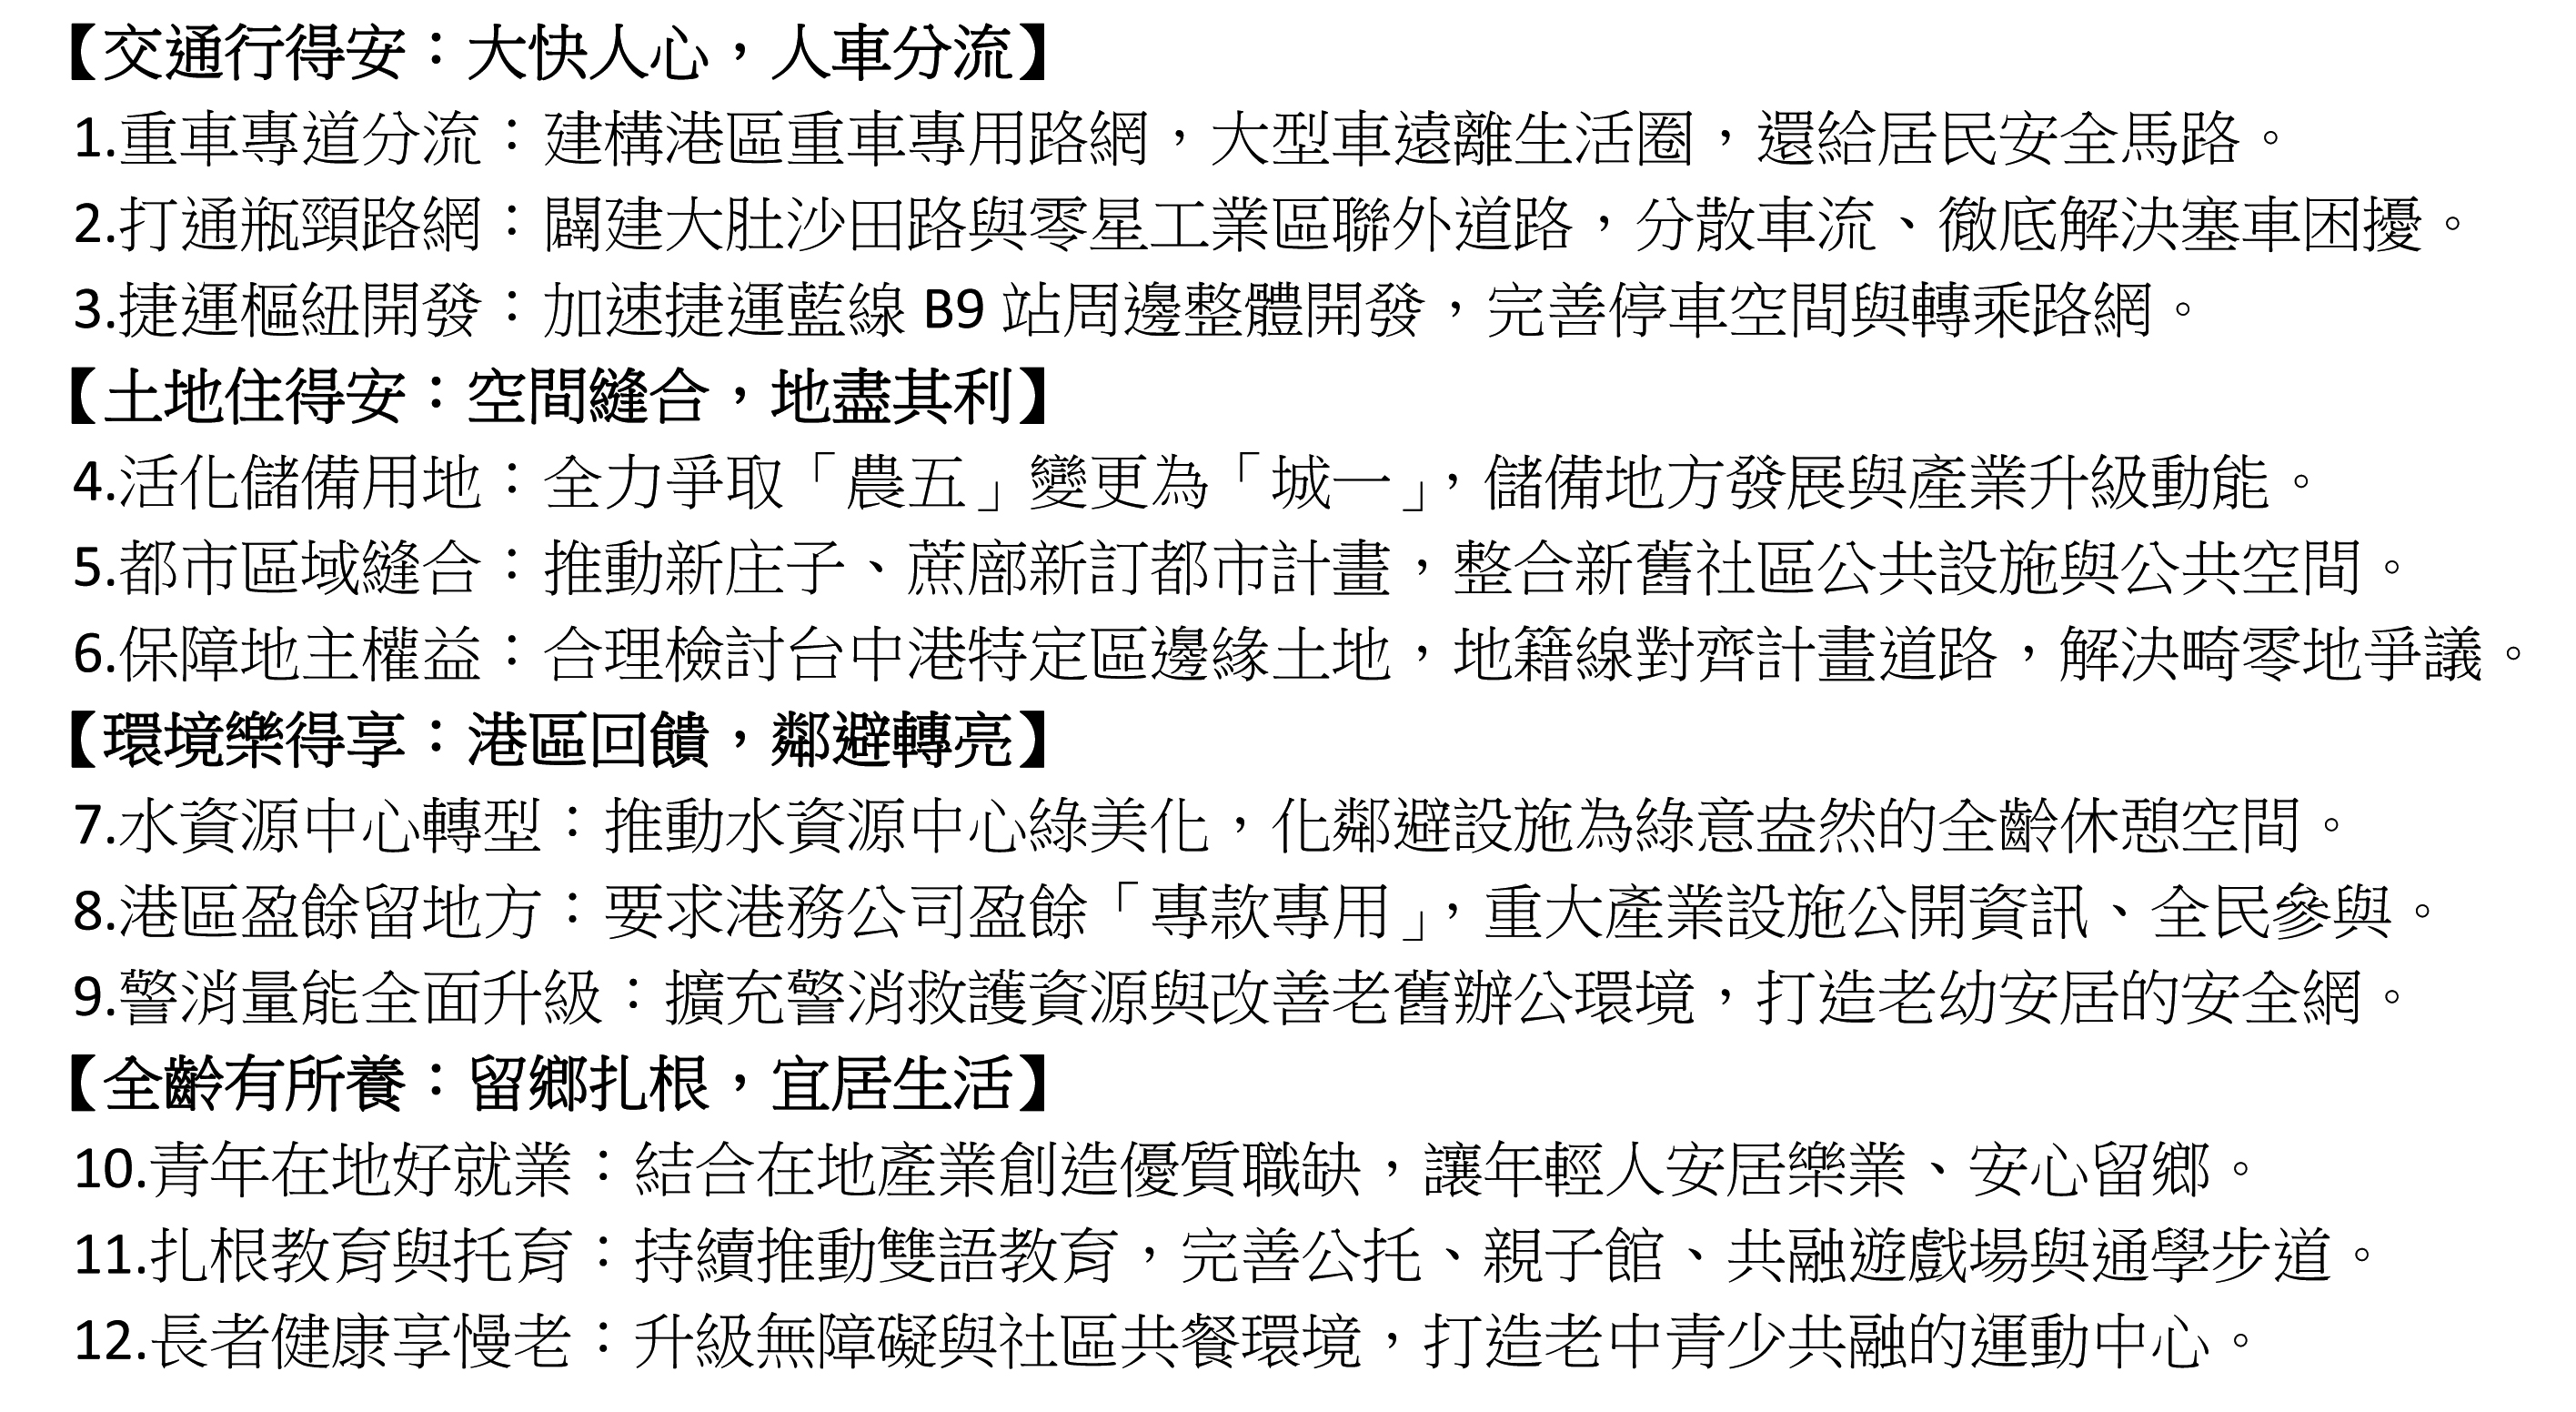 【交通行得安：大快人心，人車分流】
1.重車專道分流：建構港區重車專用路網，大型車遠離生活圈，還給居民安全馬路。
2.打通瓶頸路網：闢建大肚沙田路與零星工業區聯外道路，分散車流、徹底解決塞車困擾。
3.捷運樞紐開發：加速捷運藍線 B9 站周邊整體開發，完善停車空間與轉乘路網。
【土地住得安：空間縫合，地盡其利】
4.活化儲備用地：全力爭取「農五」變更為「城一」，儲備地方發展與產業升級動能。
5.都市區域縫合：推動新庄子、蔗廍新訂都市計畫，整合新舊社區公共設施與公共空間。
6.保障地主權益：合理檢討台中港特定區邊緣土地，地籍線對齊計畫道路，解決畸零地爭議。
【環境樂得享：港區回饋，鄰避轉亮】
7.水資源中心轉型：推動水資源中心綠美化，化鄰避設施為綠意盎然的全齡休憩空間。
8.港區盈餘留地方：要求港務公司盈餘「專款專用」，重大產業設施公開資訊、全民參與。
9.警消量能全面升級：擴充警消救護資源與改善老舊辦公環境，打造老幼安居的安全網。
【全齡有所養：留鄉扎根，宜居生活】
10.青年在地好就業：結合在地產業創造優質職缺，讓年輕人安居樂業、安心留鄉。
11.扎根教育與托育：持續推動雙語教育，完善公托、親子館、共融遊戲場與通學步道。
12.長者健康享慢老：升級無障礙與社區共餐環境，打造老中青少共融的運動中心。